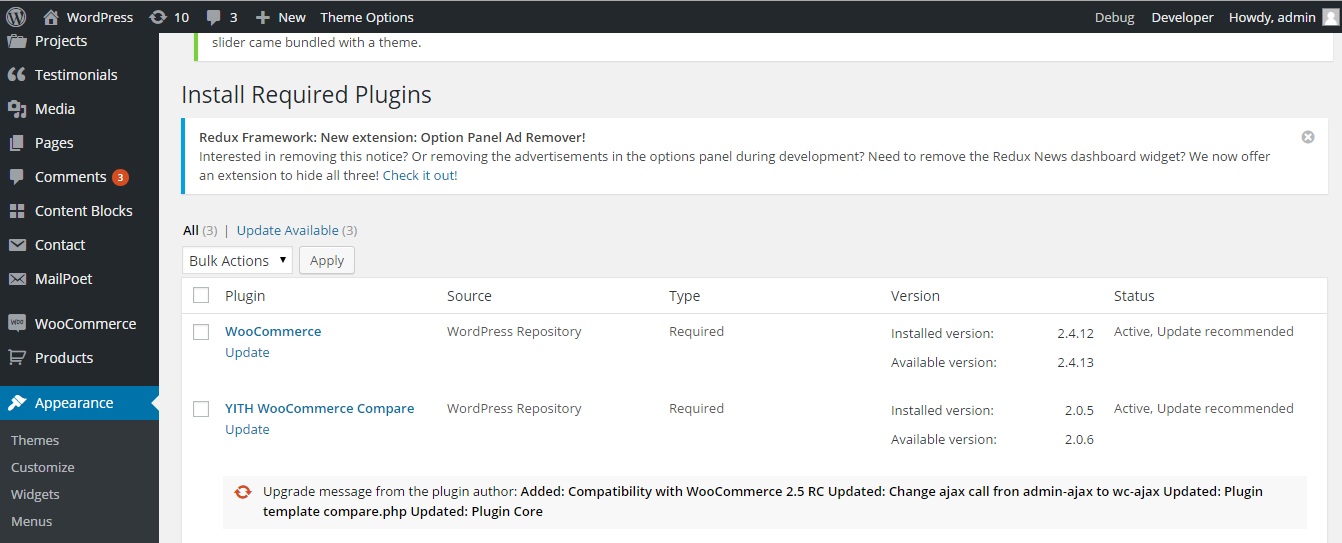 WordPress 10 3 New Theme Options Debug Developer Howdy, admin
Projects
Testimonials
Media
Pages
Comments 3
Content Blocks
Contact
MailPoet
WooCommerce
Products
Appearance
Themes
Customize
Widgets
Menus
slider came bundled with a theme.
Install Required Plugins
Redux Framework: New extension: Option Panel Ad Remover!
Interested in removing this notice? Or removing the advertisements in the options panel during development? Need to remove the Redux News dashboard widget? We now offer
an extension to hide all three! Check it out!
All (3) | Update Available (3)
Bulk Actions Apply
Plugin Source Type Version Status
WooCommerce WordPress Repository Required Installed version: 2.4.12 Active, Update recommended
Update Available version: 2.4.13
YITH WooCommerce Compare WordPress Repository Required Installed version: 2.0.5 Active, Update recommended
Update Available version: 2.0.6
Upgrade message from the plugin author: Added: Compatibility with WooCommerce 2.5 RC Updated: Change ajax call fron admin-ajax to wc-ajax Updated: Plugin
template compare.php Updated: Plugin Core